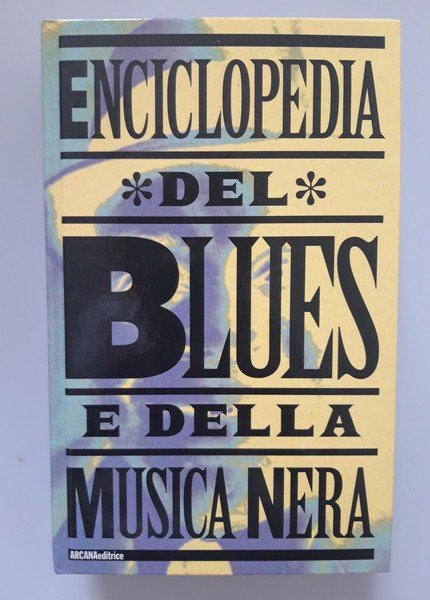 ENCICLOPEDIA
*DEL*
BLUES
E DELLA
MUSICA NERA
ARCANAeditrice